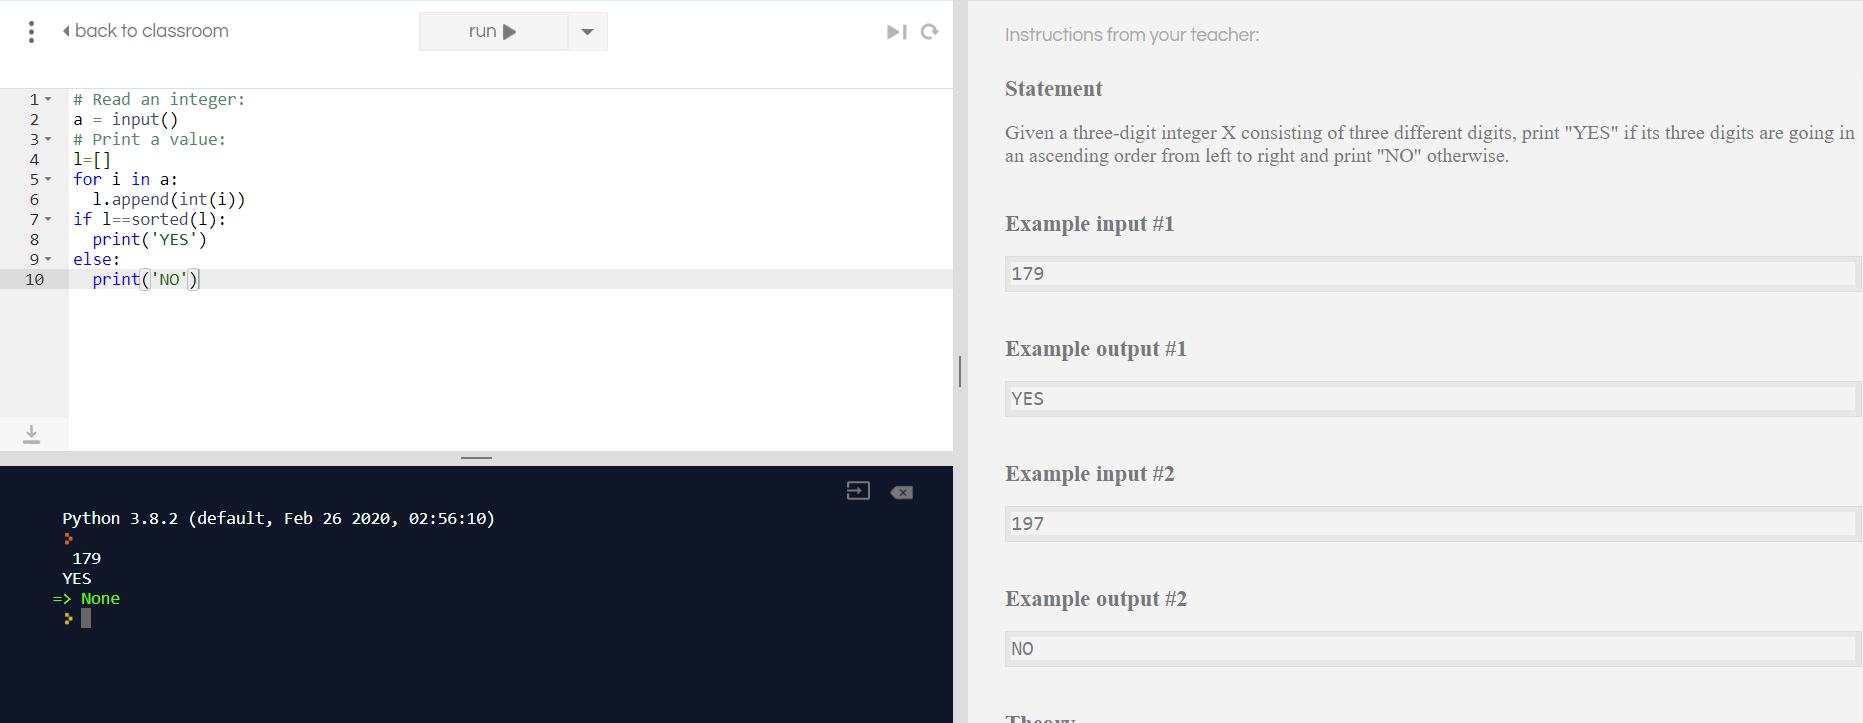 back to classroom
run
1 # Read an integer:
2 a = input()
3 # Print a value:
4 l=[]
5 for i in a:
6 l.append(int(i))
7 if l==sorted(l):
8 print('YES')
9 else:
10 print('NO')
Python 3.8.2 (default, Feb 26 2020, 02:56:10)
179
YES
=> None
Instructions from your teacher:
Statement
Given a three-digit integer X consisting of three different digits, print "YES" if its three digits are going in
an ascending order from left to right and print "NO" otherwise.
Example input #1
179
Example output #1
YES
Example input #2
197
Example output #2
NO
Theory